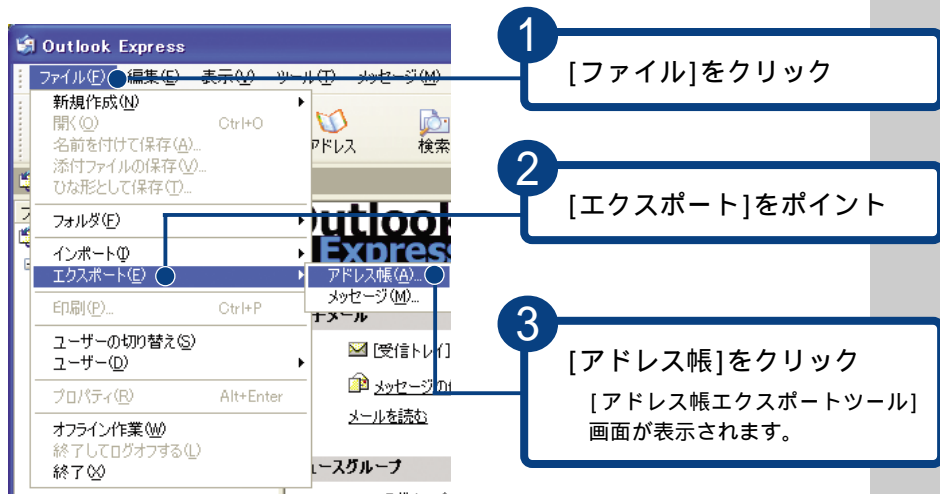 Outlook Express
ファイル(F) 編集(E) 表示(V) ツール(T) メッセージ(M)
新規作成(N)
開く(O) Ctrl+O
名前を付けて保存(A)...
添付ファイルの保存(V)...
ひな形として保存(T)...
フォルダ(F)
インポート(I)
エクスポート(E)
印刷(P)... Ctrl+P
ユーザーの切り替え(S)
ユーザー(D)
プロパティ(R) Alt+Enter
オフライン作業(W)
終了してログオフする(L)
終了(X)
アドレス帳(A)...
メッセージ(M)...
アドレス 検索
Outlook
Express
[受信トレイ]
メッセージの
メールを読む
ュースグループ
1
[ファイル]をクリック
2
[エクスポート]をポイント
3
[アドレス帳]をクリック
[アドレス帳エクスポートツール]
画面が表示されます。